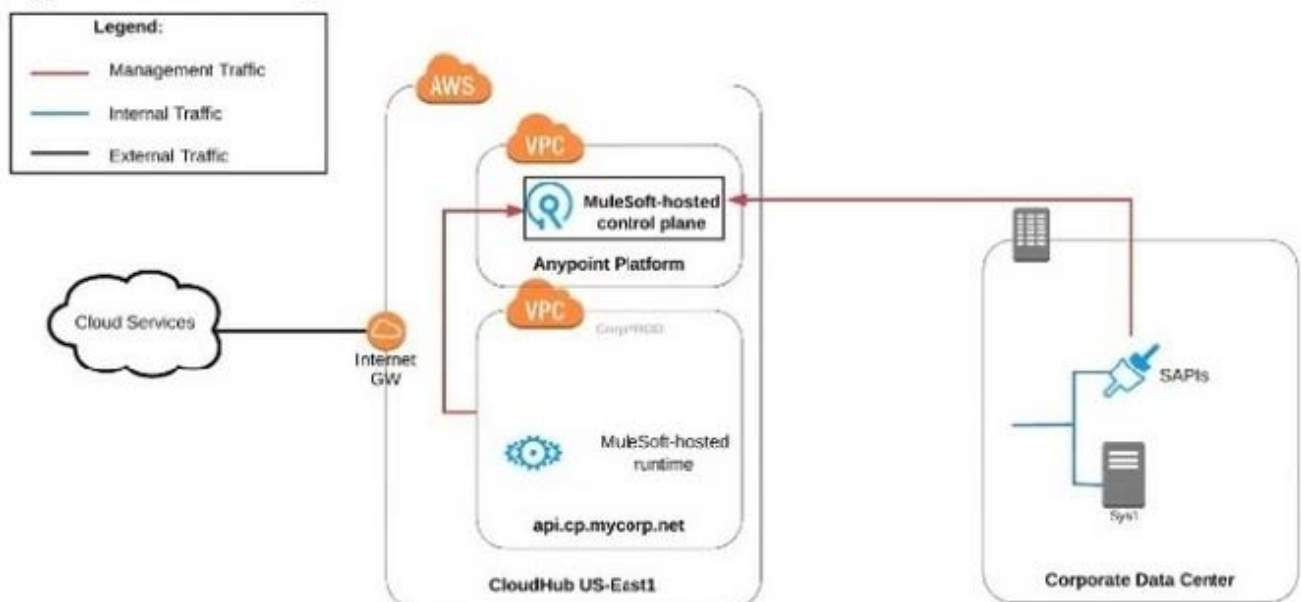 Legend:
Management Traffic
Internal Traffic
External Traffic
AWS
VPC
MuleSoft-hosted
control plane
Anypoint Platform
VPC
CorpPROD
Cloud Services
Internet
GW
MuleSoft-hosted
runtime
api.cp.mycorp.net
CloudHub US-East1
SAPIs
Sys1
Corporate Data Center